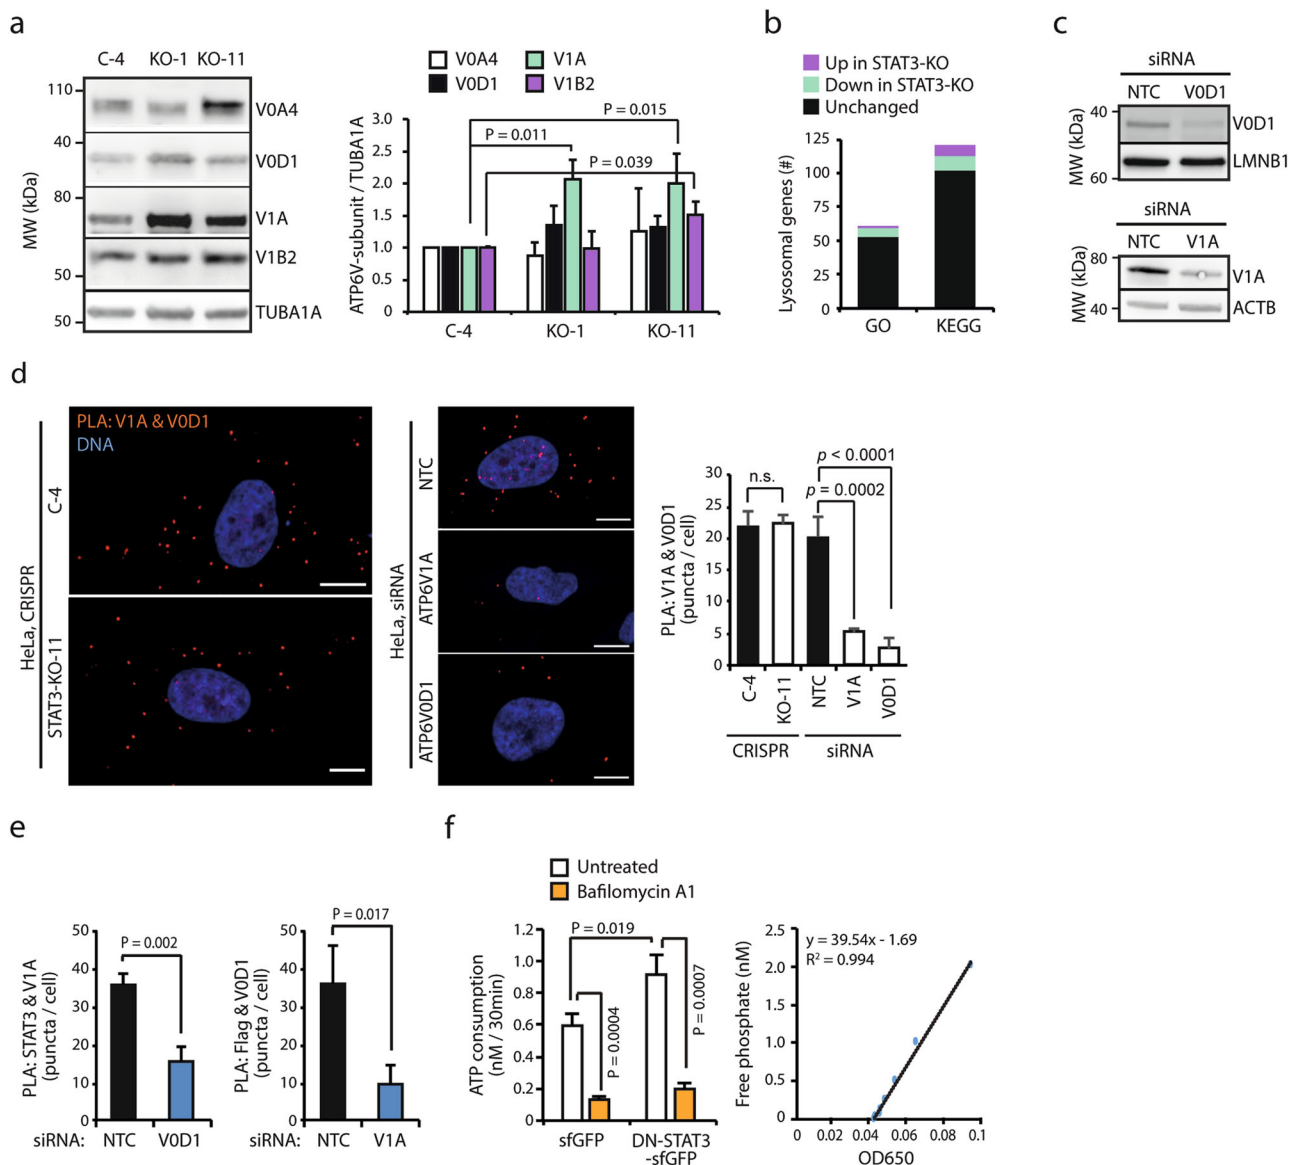 a
C-4 KO-1 KO-11
MW (kDa)
110
40
80
50
50
V0A4
V0D1
V1A
V1B2
TUBA1A
V0A4 V1A
V0D1 V1B2
ATP6V-subunit / TUBA1A
3.0
2.5
2.0
1.5
1.0
0.5
0
P = 0.015
P = 0.011
P = 0.039
C-4 KO-1 KO-11
b
Up in STAT3-KO
Down in STAT3-KO
Unchanged
Lysosomal genes (#)
125
100
75
50
25
0
GO KEGG
c
siRNA
NTC V0D1
MW (kDa)
40
60
V0D1
LMNB1
siRNA
NTC V1A
MW (kDa)
80
40
V1A
ACTB
d
HeLa, CRISPR
C-4
STAT3-KO-11
PLA: V1A & V0D1
DNA
HeLa, siRNA
NTC
ATP6V1A
ATP6V0D1
PLA: V1A & V0D1
(puncta / cell)
30
25
20
15
10
5
0
n.s.
p < 0.0001
p = 0.0002
C-4
KO-11
NTC
V1A
V0D1
CRISPR siRNA
e
PLA: STAT3 & V1A
(puncta / cell)
50
40
30
20
10
0
P = 0.002
siRNA: NTC V0D1
PLA: Flag & V0D1
(puncta / cell)
50
40
30
20
10
0
P = 0.017
siRNA: NTC V1A
f
Untreated
Bafilomycin A1
ATP consumption
(nM / 30min)
1.2
1.0
0.8
0.6
0.4
0.2
0
P = 0.019
P = 0.0004
P = 0.0007
sfGFP DN-STAT3
-sfGFP
Free phosphate (nM)
2.5
2.0
1.5
1.0
0.5
0
y = 39.54x - 1.69
R² = 0.994
0 0.02 0.04 0.06 0.08 0.1
OD650